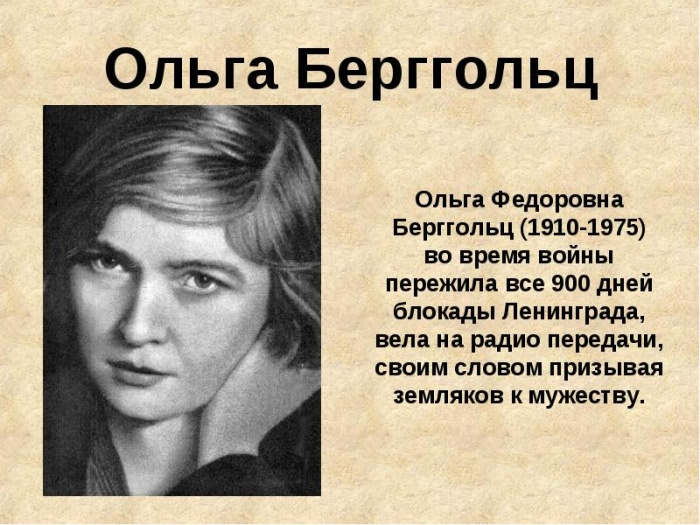 Ольга Берггольц
Ольга Федоровна
Берггольц (1910-1975)
во время войны
пережила все 900 дней
блокады Ленинграда,
вела на радио передачи,
своим словом призывая
земляков к мужеству.